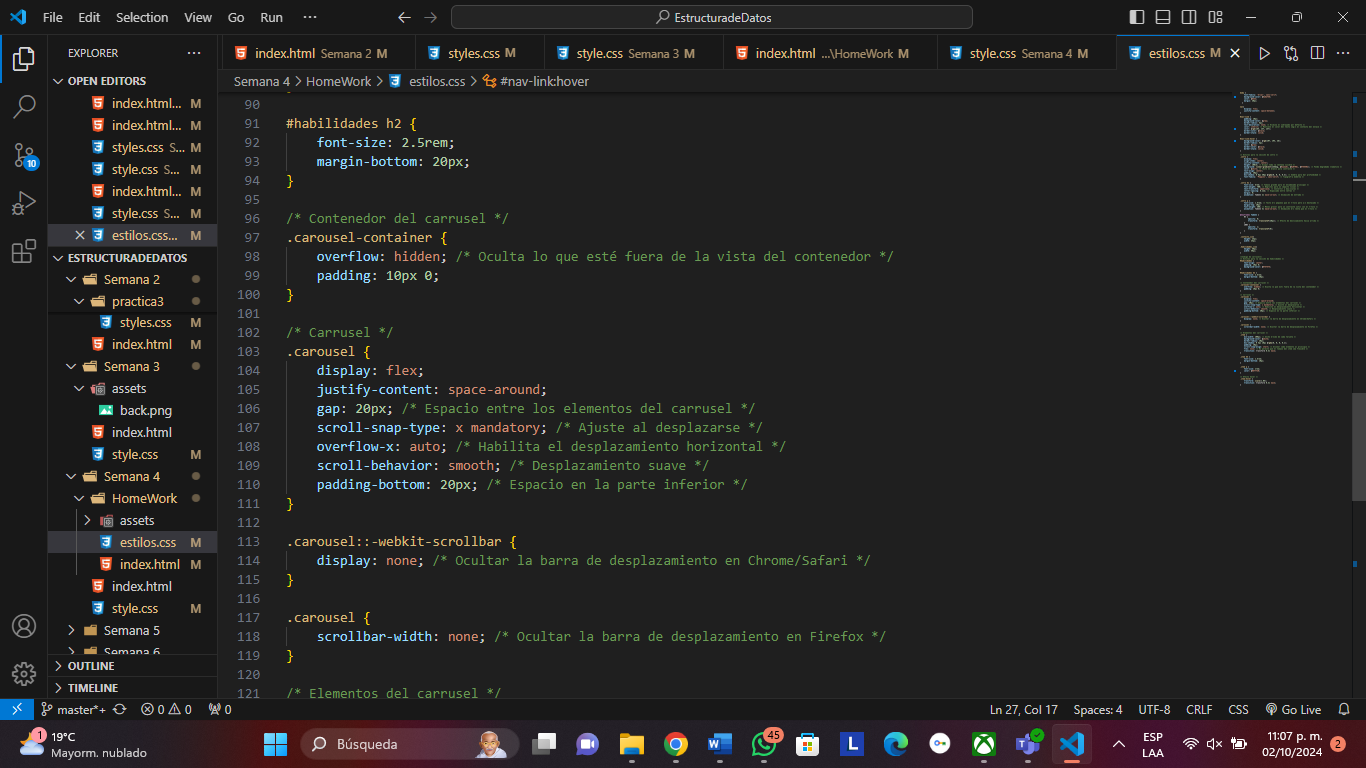 File Edit Selection View Go Run ··· EstructuradeDatos
EXPLORER ···
index.html Semana 2 M styles.css M style.css Semana 3 M index.html ...\HomeWork M style.css Semana 4 M estilos.css M
Semana 4 > HomeWork > estilos.css > #nav-link:hover
OPEN EDITORS
index.html... M
index.html... M
styles.css S... M
style.css S... M
index.html... M
style.css S... M
estilos.css... M
ESTRUCTURADEDATOS
Semana 2
practica3
styles.css M
index.html M
Semana 3
assets
back.png
index.html
style.css M
Semana 4
HomeWork
assets
estilos.css M
index.html M
index.html
style.css M
Semana 5
Semana 6
OUTLINE
TIMELINE
10
90
91 #habilidades h2 {
92 font-size: 2.5rem;
93 margin-bottom: 20px;
94 }
95
96 /* Contenedor del carrusel */
97 .carousel-container {
98 overflow: hidden; /* Oculta lo que esté fuera de la vista del contenedor */
99 padding: 10px 0;
100 }
101
102 /* Carrusel */
103 .carousel {
104 display: flex;
105 justify-content: space-around;
106 gap: 20px; /* Espacio entre los elementos del carrusel */
107 scroll-snap-type: x mandatory; /* Ajuste al desplazarse */
108 overflow-x: auto; /* Habilita el desplazamiento horizontal */
109 scroll-behavior: smooth; /* Desplazamiento suave */
110 padding-bottom: 20px; /* Espacio en la parte inferior */
111 }
112
113 .carousel::-webkit-scrollbar {
114 display: none; /* Ocultar la barra de desplazamiento en Chrome/Safari */
115 }
116
117 .carousel {
118 scrollbar-width: none; /* Ocultar la barra de desplazamiento en Firefox */
119 }
120
121 /* Elementos del carrusel */
master*+ 0 0 0 Ln 27, Col 17 Spaces: 4 UTF-8 CRLF CSS Go Live
1 19°C
Mayorm. nublado
Búsqueda
45
L
ESP
LAA
11:07 p. m.
02/10/2024
2